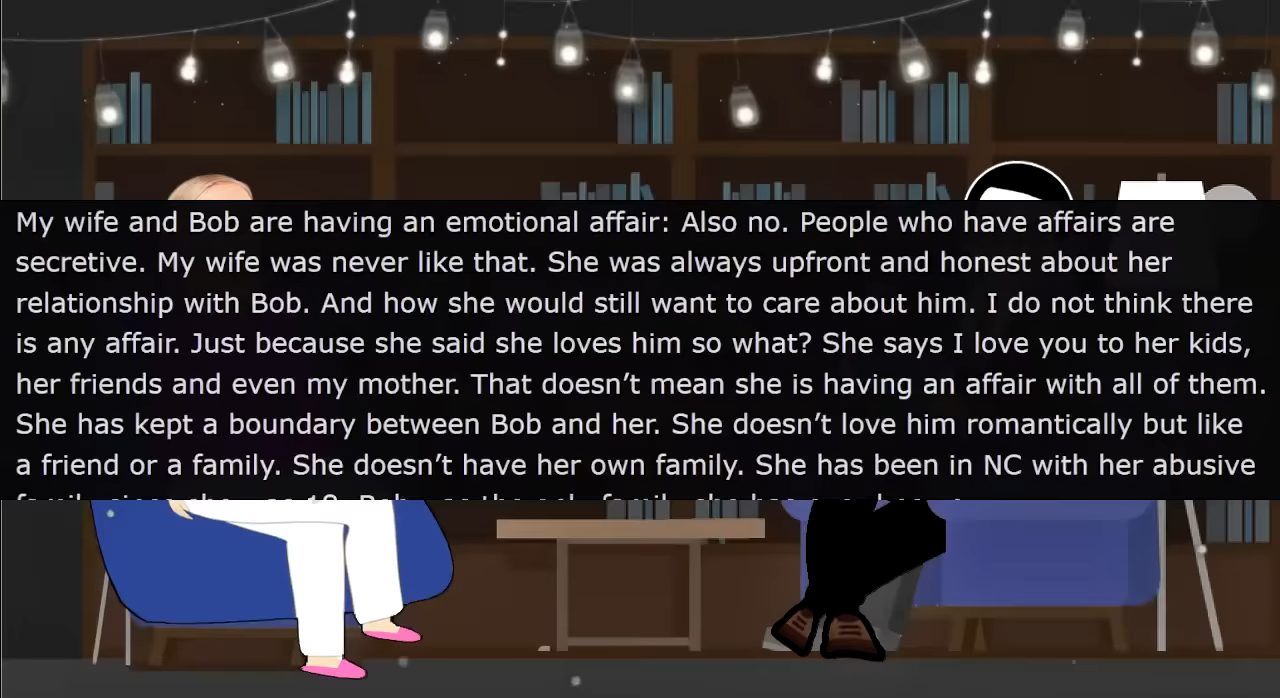 My wife and Bob are having an emotional affair: Also no. People who have affairs are
secretive. My wife was never like that. She was always upfront and honest about her
relationship with Bob. And how she would still want to care about him. I do not think there
is any affair. Just because she said she loves him so what? She says I love you to her kids,
her friends and even my mother. That doesn’t mean she is having an affair with all of them.
She has kept a boundary between Bob and her. She doesn’t love him romantically but like
a friend or a family. She doesn’t have her own family. She has been in NC with her abusive